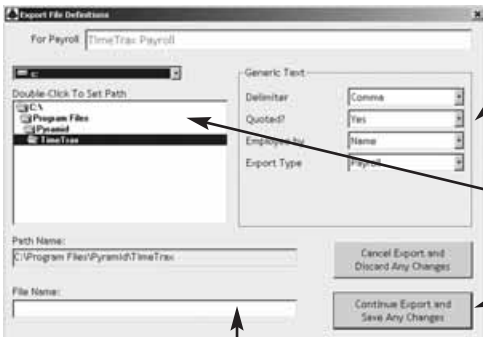 Export File Definitions
For Payroll TimeTrax Payroll
c:
Double-Click To Set Path
C:\
Program Files
Pyramid
TimeTrax
Generic Text
Delimiter Comma
Quoted? Yes
Employee by Name
Export Type Payroll
Path Name:
C:\Program Files\Pyramid\TimeTrax
File Name:
Cancel Export and
Discard Any Changes
Continue Export and
Save Any Changes